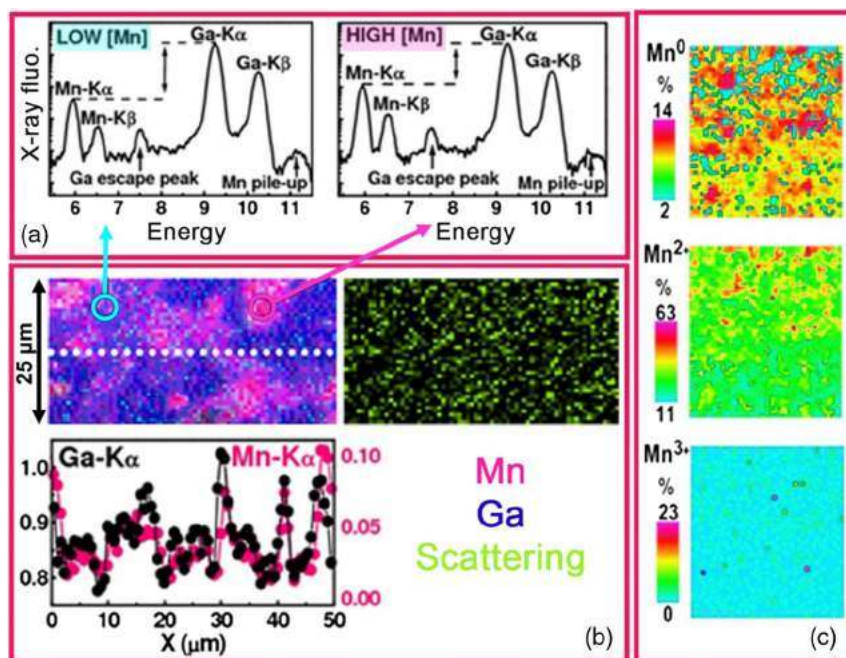 LOW [Mn]
Ga-Kα
Ga-Kβ
Mn-Kα
Mn-Kβ
Ga escape peak
Mn pile-up
X-ray fluo.
6 7 8 9 10 11
Energy
HIGH [Mn]
Ga-Kα
Ga-Kβ
Mn-Kα
Mn-Kβ
Ga escape peak
Mn pile-up
6 7 8 9 10 11
Energy
(a)
25 μm
Ga-Kα
Mn-Kα
1.0
0.9
0.8
0.10
0.05
0.00
0 10 20 30 40 50
X (μm)
Mn
Ga
Scattering
(b)
Mn0
%
14
2
Mn2+
%
63
11
Mn3+
%
23
0
(c)